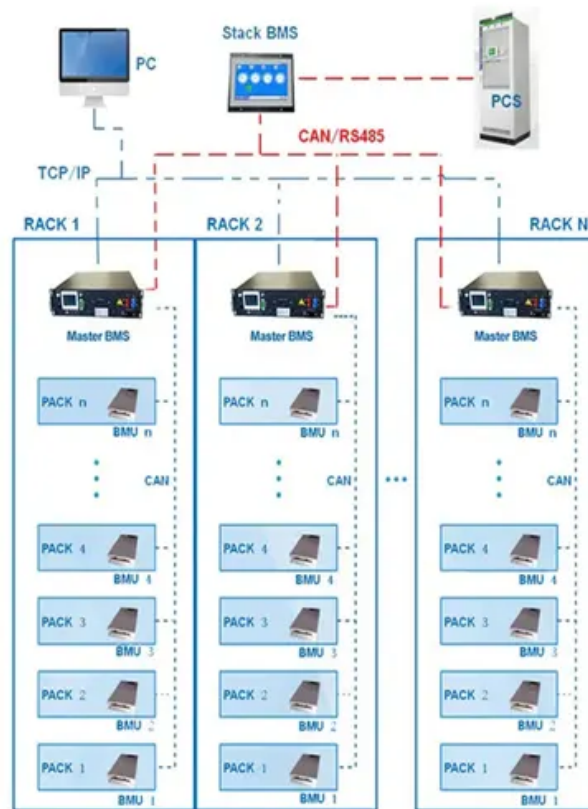 PC
Stack BMS
PCS
CAN/RS485
TCP/IP
RACK 1
RACK 2
RACK N
Master BMS
Master BMS
Master BMS
PACK n
BMU n
PACK n
BMU n
PACK n
BMU n
CAN
CAN
CAN
PACK 4
BMU 4
PACK 4
BMU 4
PACK 4
BMU 4
PACK 3
BMU 3
PACK 3
BMU 3
PACK 3
BMU 3
PACK 2
BMU 2
PACK 2
BMU 2
PACK 2
BMU 2
PACK 1
BMU 1
PACK 1
BMU 1
PACK 1
BMU 1